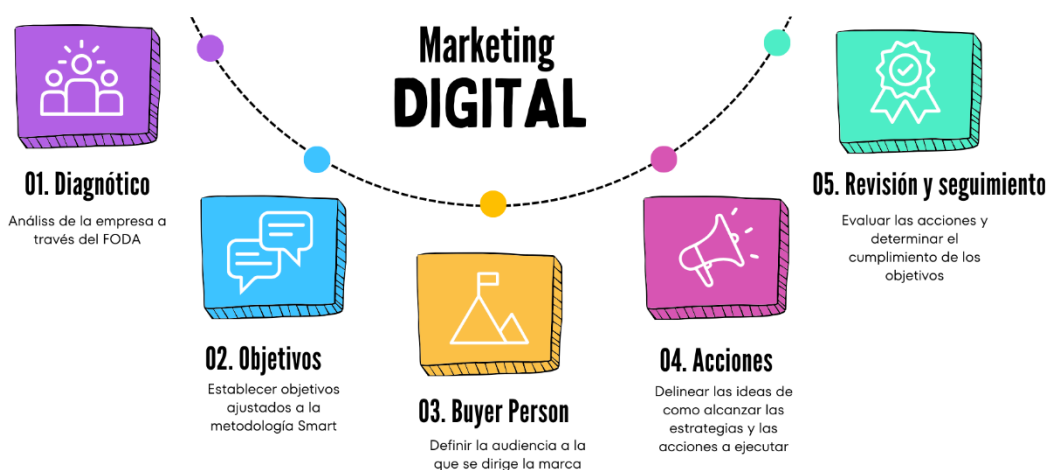 Marketing
DIGITAL
01. Diagnótico
Análiss de la empresa a
través del FODA
02. Objetivos
Establecer objetivos
ajustados a la
metodología Smart
03. Buyer Person
Definir la audiencia a la
que se dirige la marca
04. Acciones
Delinear las ideas de
como alcanzar las
estrategias y las
acciones a ejecutar
05. Revisión y seguimiento
Evaluar las acciones y
determinar el
cumplimiento de los
objetivos